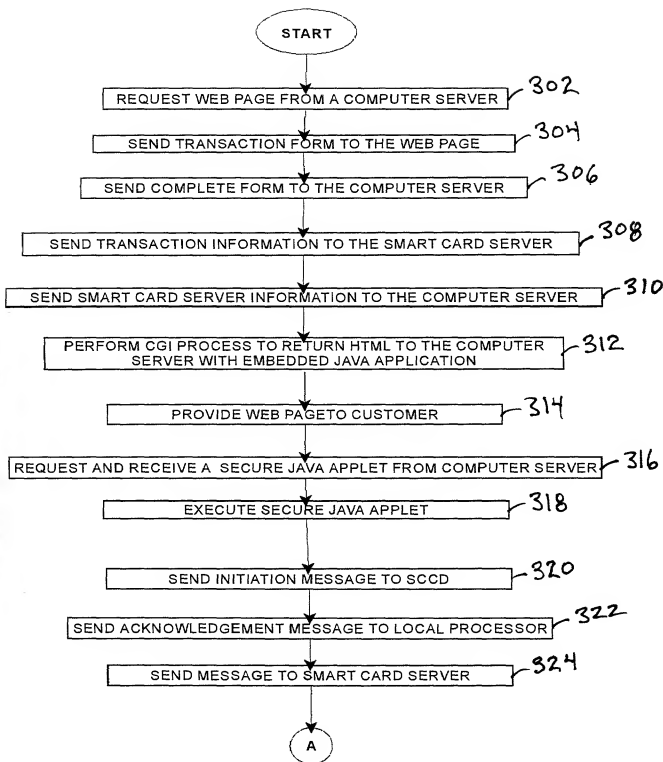 START
REQUEST WEB PAGE FROM A COMPUTER SERVER 302
SEND TRANSACTION FORM TO THE WEB PAGE 304
SEND COMPLETE FORM TO THE COMPUTER SERVER 306
SEND TRANSACTION INFORMATION TO THE SMART CARD SERVER 308
SEND SMART CARD SERVER INFORMATION TO THE COMPUTER SERVER 310
PERFORM CGI PROCESS TO RETURN HTML TO THE COMPUTER
SERVER WITH EMBEDDED JAVA APPLICATION 312
PROVIDE WEB PAGETO CUSTOMER 314
REQUEST AND RECEIVE A SECURE JAVA APPLET FROM COMPUTER SERVER 316
EXECUTE SECURE JAVA APPLET 318
SEND INITIATION MESSAGE TO SCCD 320
SEND ACKNOWLEDGEMENT MESSAGE TO LOCAL PROCESSOR 322
SEND MESSAGE TO SMART CARD SERVER 324
A